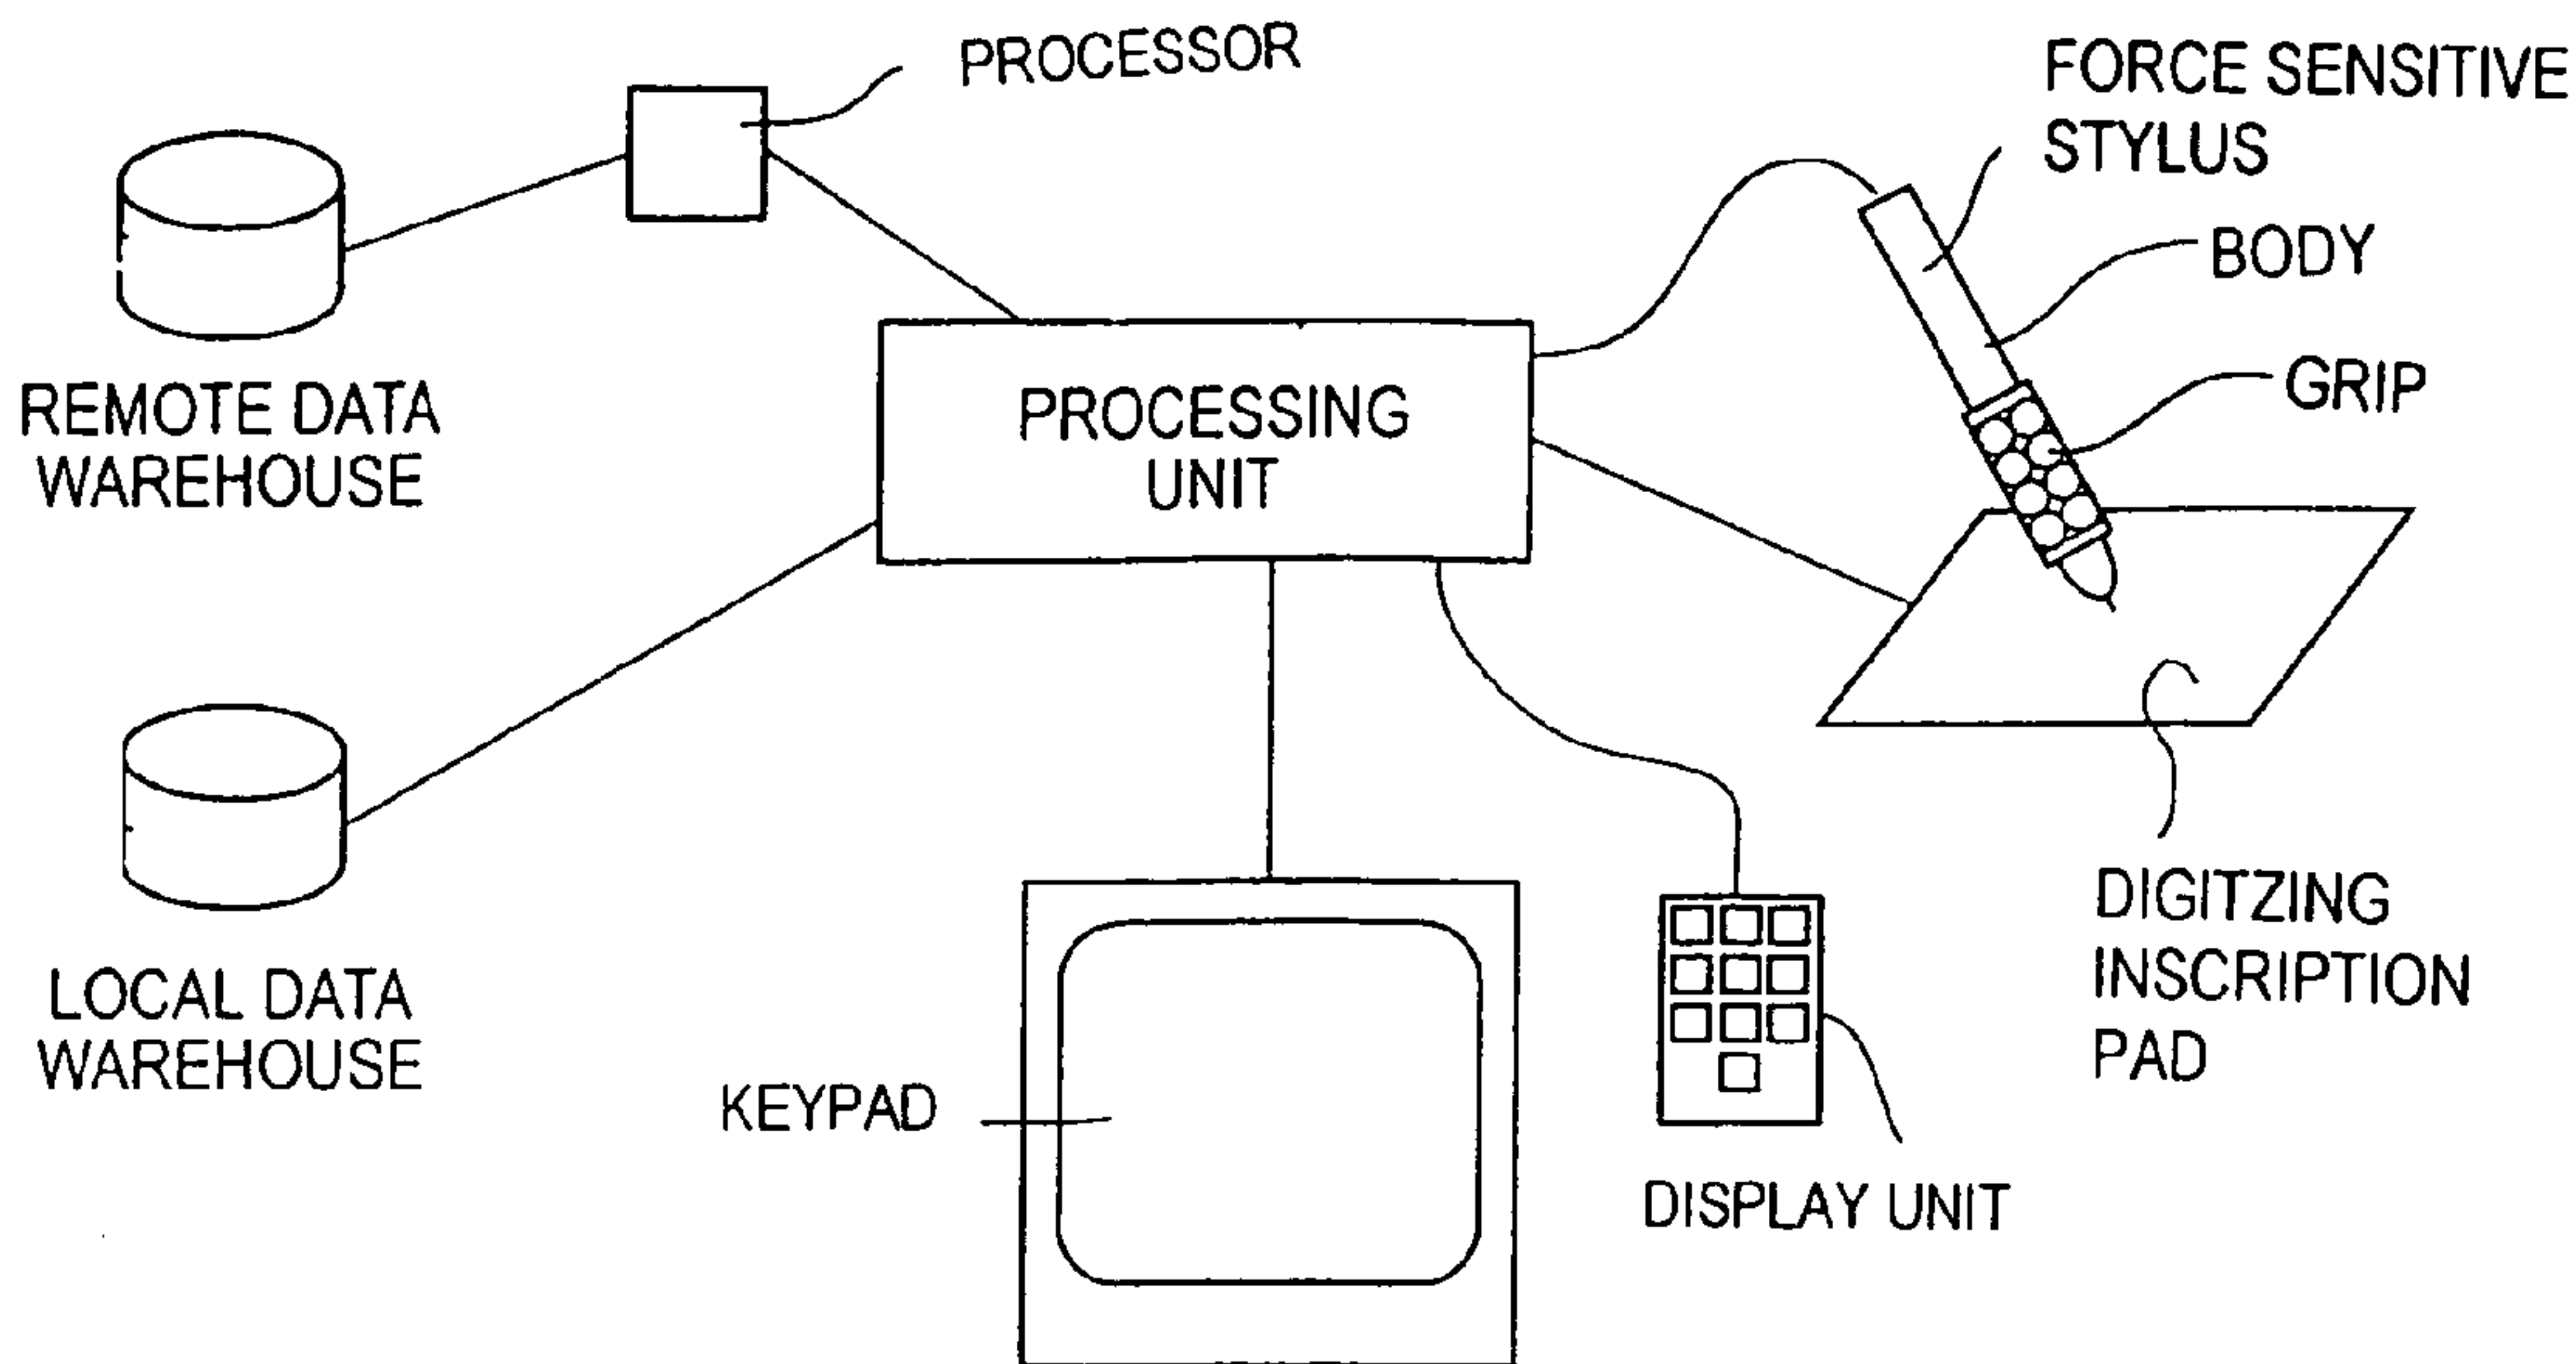 PROCESSOR
FORCE SENSITIVE
STYLUS
BODY
GRIP
REMOTE DATA
WAREHOUSE
PROCESSING
UNIT
DIGITZING
INSCRIPTION
PAD
LOCAL DATA
WAREHOUSE
KEYPAD
DISPLAY UNIT